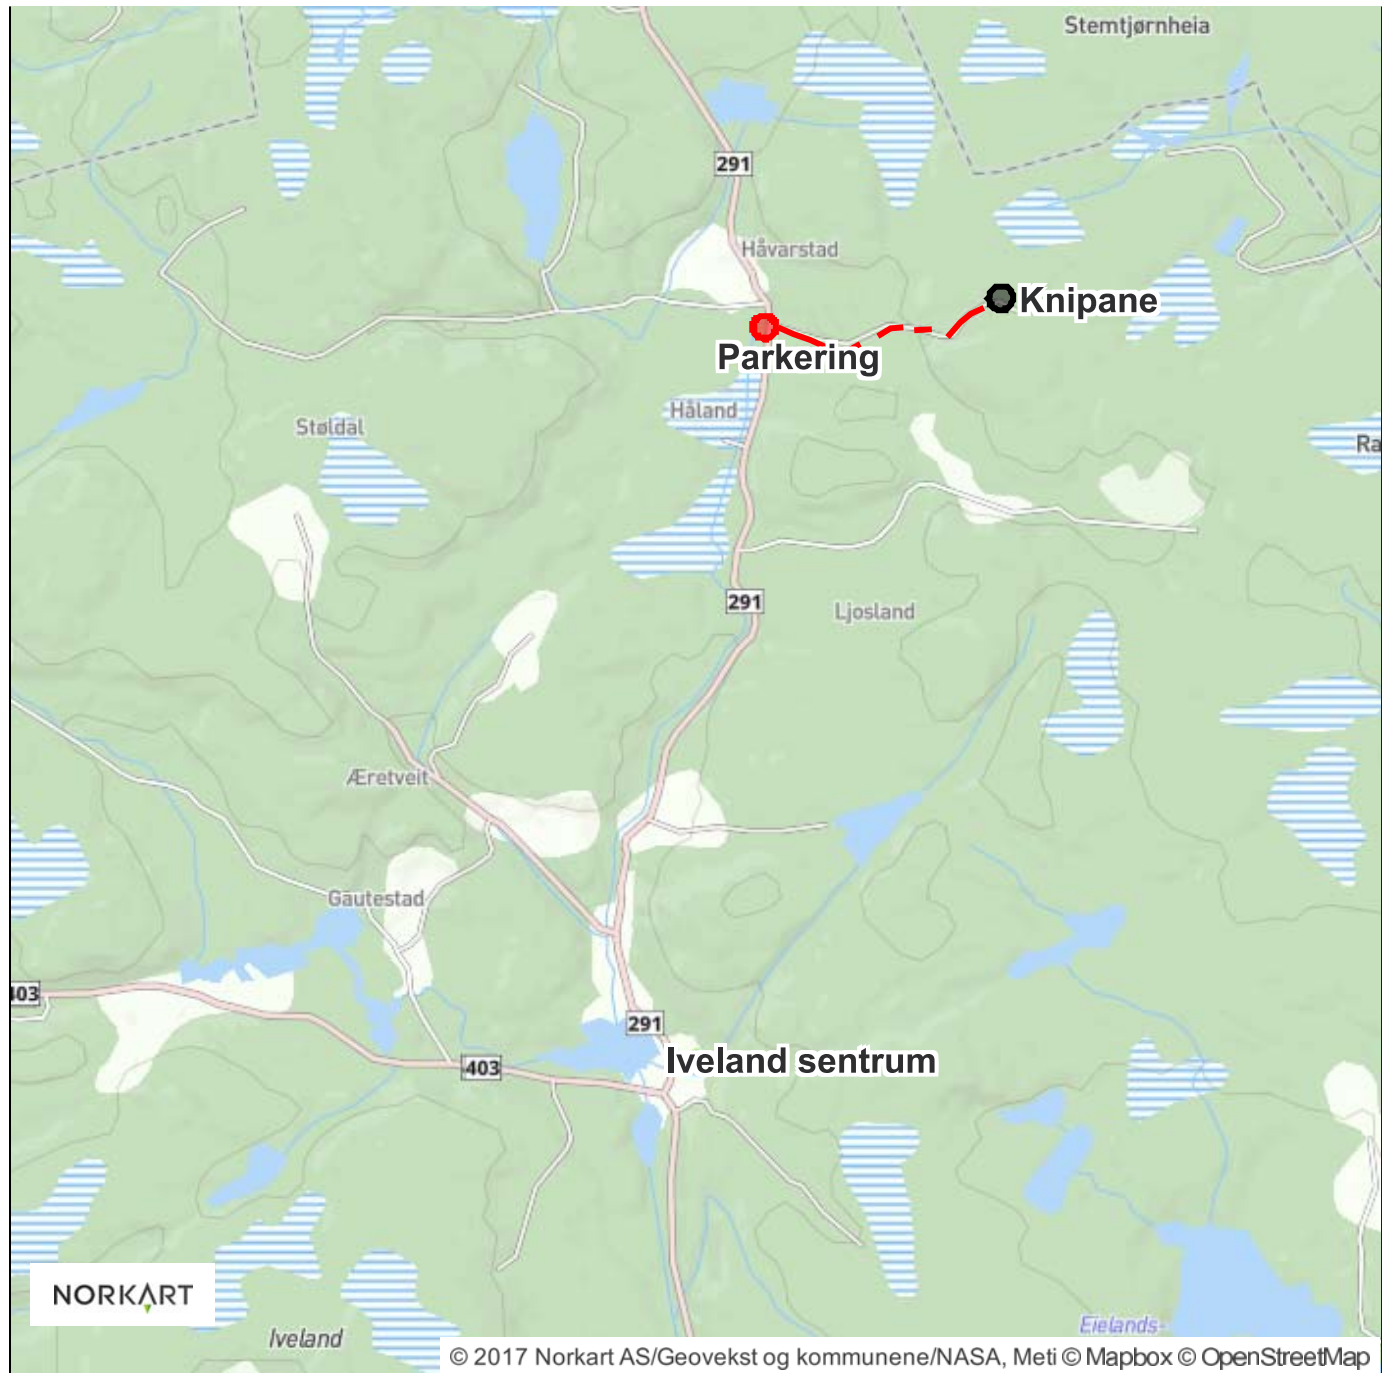 Stemtjørnheia
291
Håvarstad
Knipane
Parkering
Håland
Støldal
Ra
291
Ljosland
Æretveit
Gautestad
403
291
Iveland sentrum
403
NORKART
Iveland
Eielands-
© 2017 Norkart AS/Geovekst og kommunene/NASA, Meti © Mapbox © OpenStreetMap